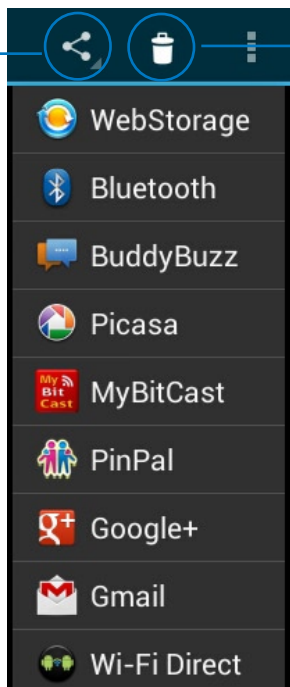 WebStorage
Bluetooth
BuddyBuzz
Picasa
My
Bit
Cast
MyBitCast
PinPal
g+
Google+
Gmail
Wi-Fi Direct